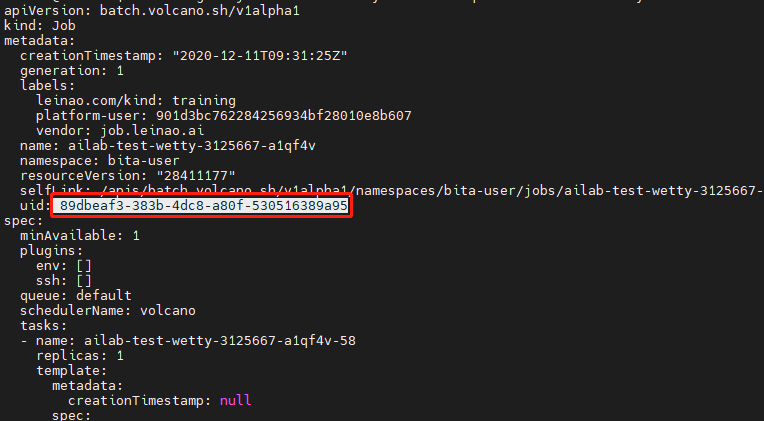 apiVersion: batch.volcano.sh/v1alpha1
kind: Job
metadata:
  creationTimestamp: "2020-12-11T09:31:25Z"
  generation: 1
  labels:
    leinao.com/kind: training
    platform-user: 901d3bc762284256934bf28010e8b607
    vendor: job.leinao.ai
  name: ailab-test-wetty-3125667-a1qf4v
  namespace: bita-user
  resourceVersion: "28411177"
  selfLink: /apis/batch.volcano.sh/v1alpha1/namespaces/bita-user/jobs/ailab-test-wetty-3125667-
  uid: 89dbeaf3-383b-4dc8-a80f-530516389a95
spec:
  minAvailable: 1
  plugins:
    env: []
    ssh: []
  queue: default
  schedulerName: volcano
  tasks:
  - name: ailab-test-wetty-3125667-a1qf4v-58
    replicas: 1
    template:
      metadata:
        creationTimestamp: null
      spec: